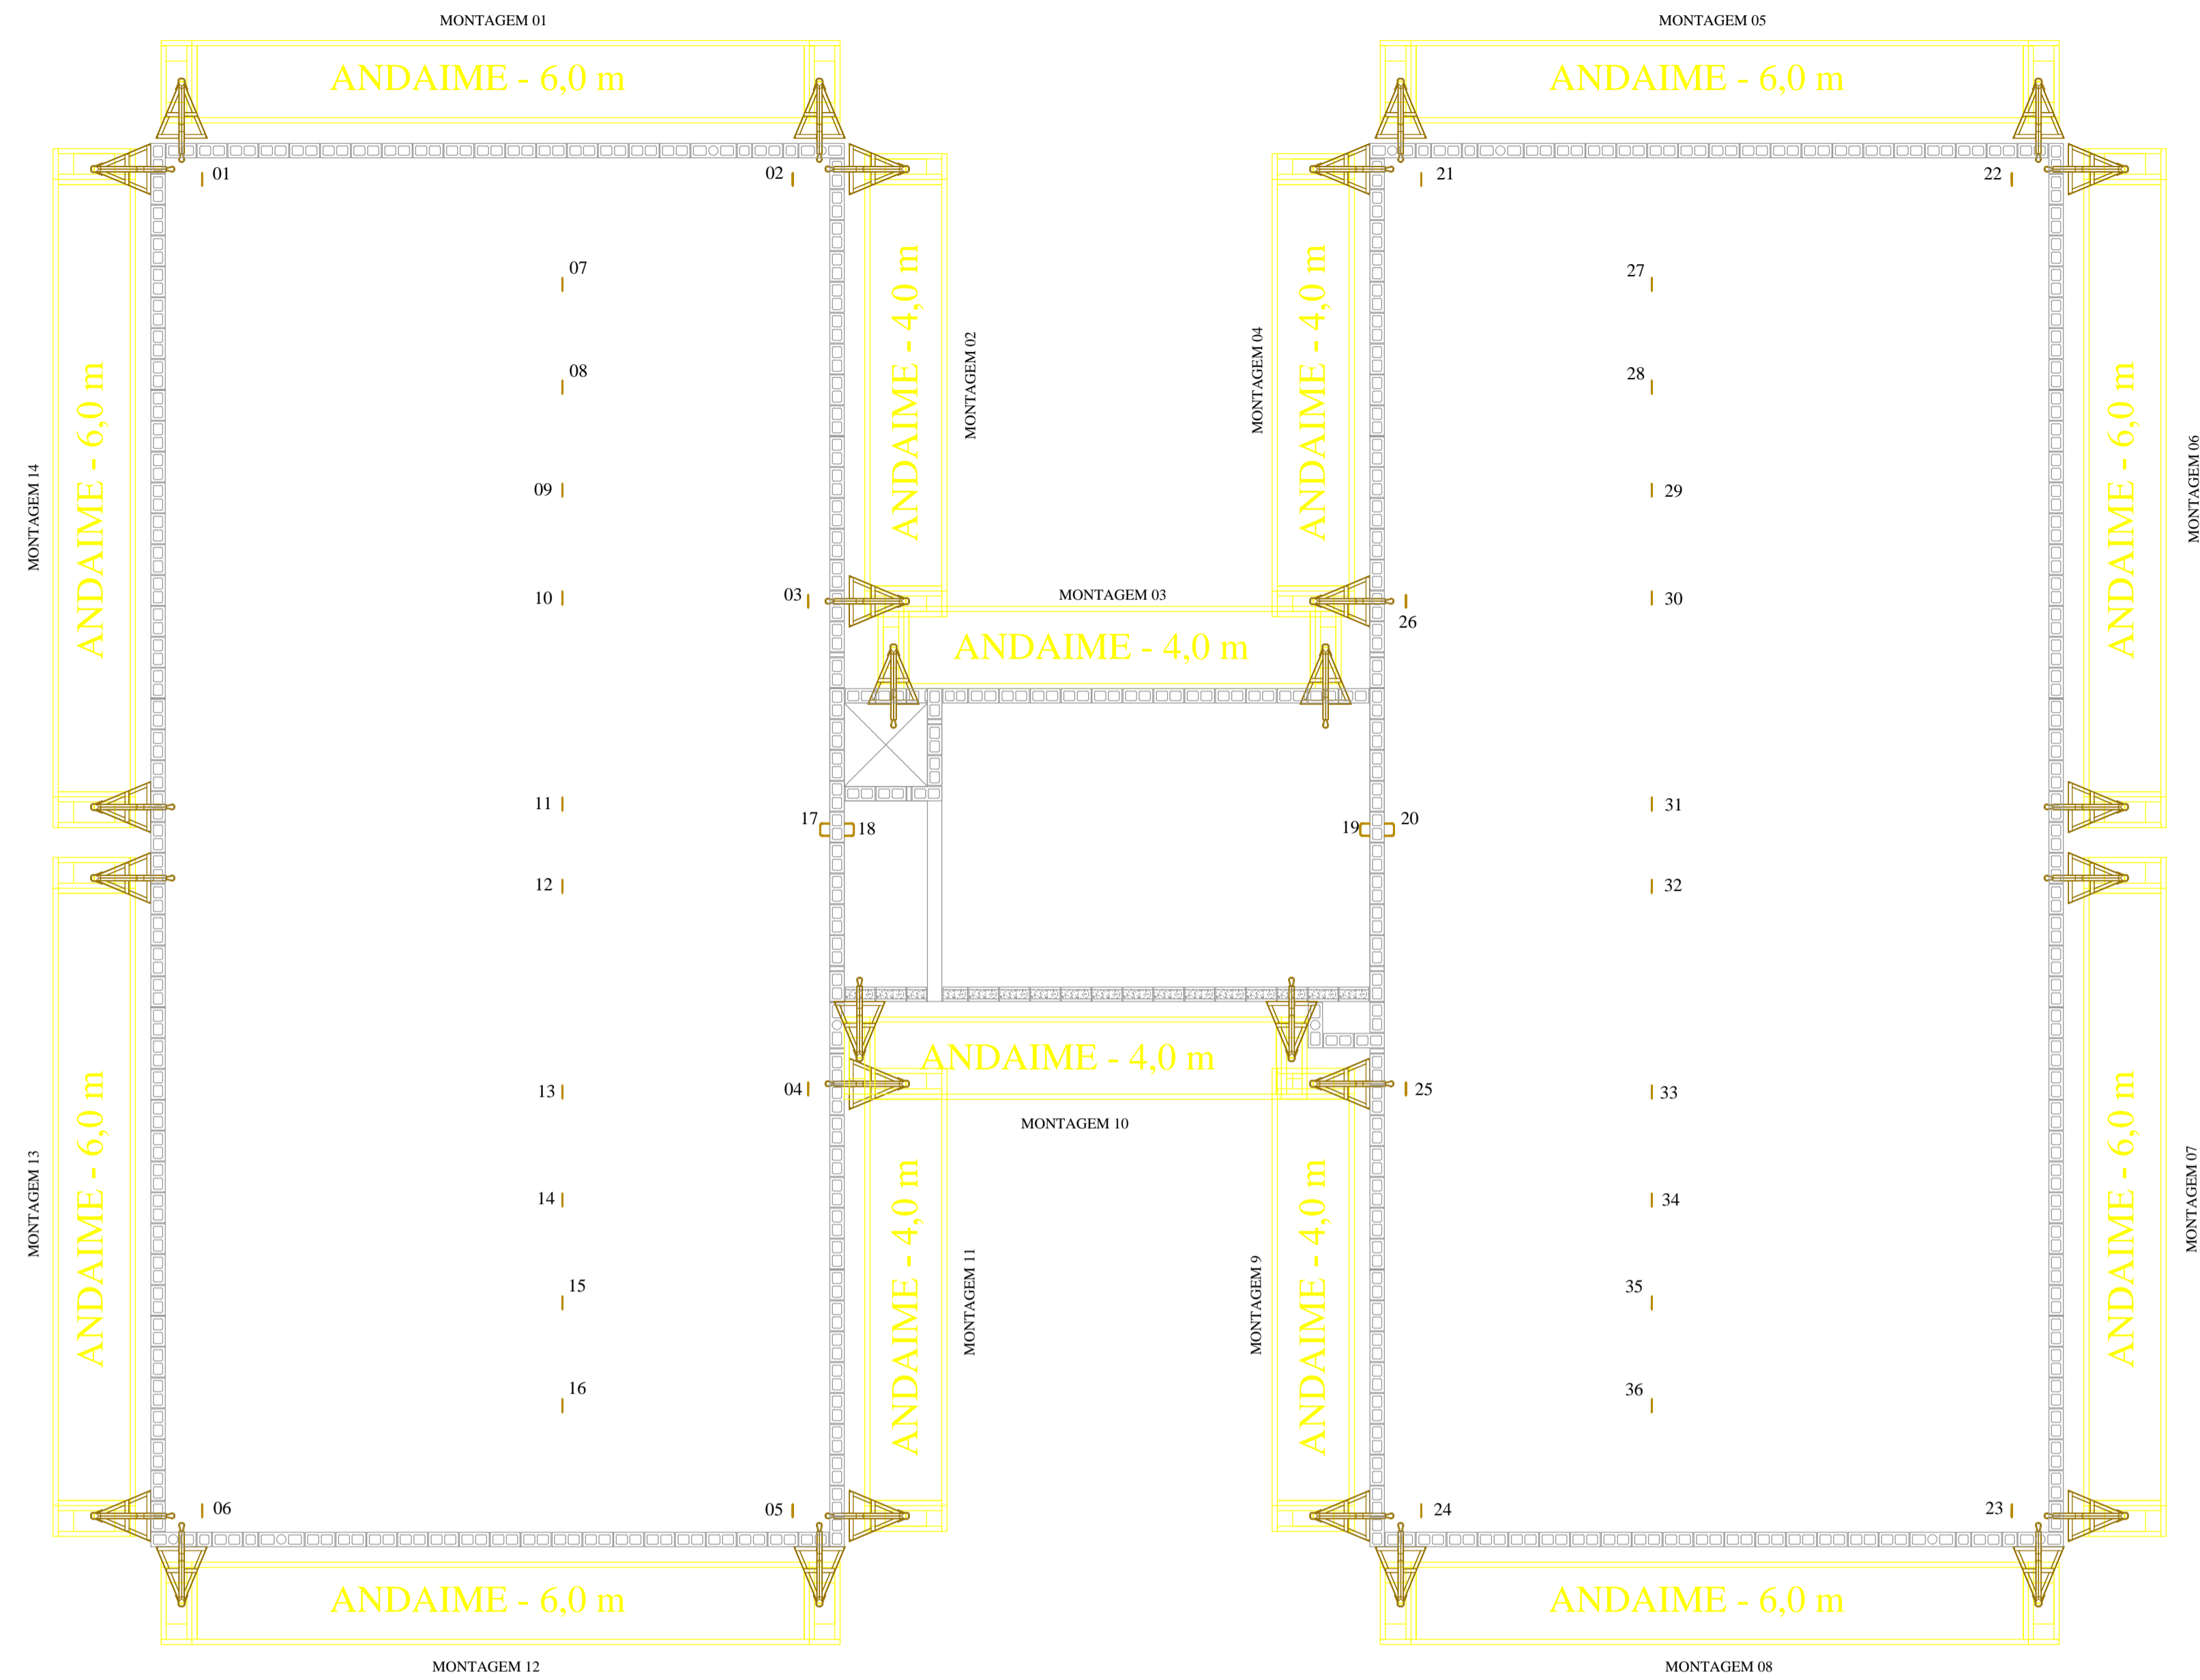 MONTAGEM 01
MONTAGEM 05
ANDAIME - 6,0 m
ANDAIME - 6,0 m
01
02
21
22
07
27
08
28
ANDAIME - 4,0 m
MONTAGEM 02
MONTAGEM 04
ANDAIME - 4,0 m
MONTAGEM 14
ANDAIME - 6,0 m
09
29
ANDAIME - 6,0 m
MONTAGEM 06
10
03
MONTAGEM 03
26
30
ANDAIME - 4,0 m
11
17
18
19
20
31
12
32
ANDAIME - 4,0 m
13
04
25
33
MONTAGEM 10
MONTAGEM 13
ANDAIME - 6,0 m
14
34
ANDAIME - 6,0 m
MONTAGEM 07
ANDAIME - 4,0 m
MONTAGEM 11
MONTAGEM 9
ANDAIME - 4,0 m
15
35
16
36
06
05
24
23
ANDAIME - 6,0 m
ANDAIME - 6,0 m
MONTAGEM 12
MONTAGEM 08